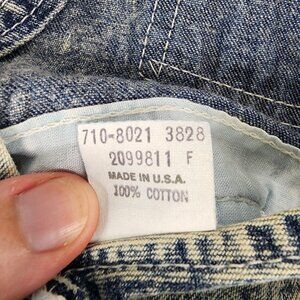 710-8021 3828
2099811 F
MADE IN U.S.A.
100% COTTON